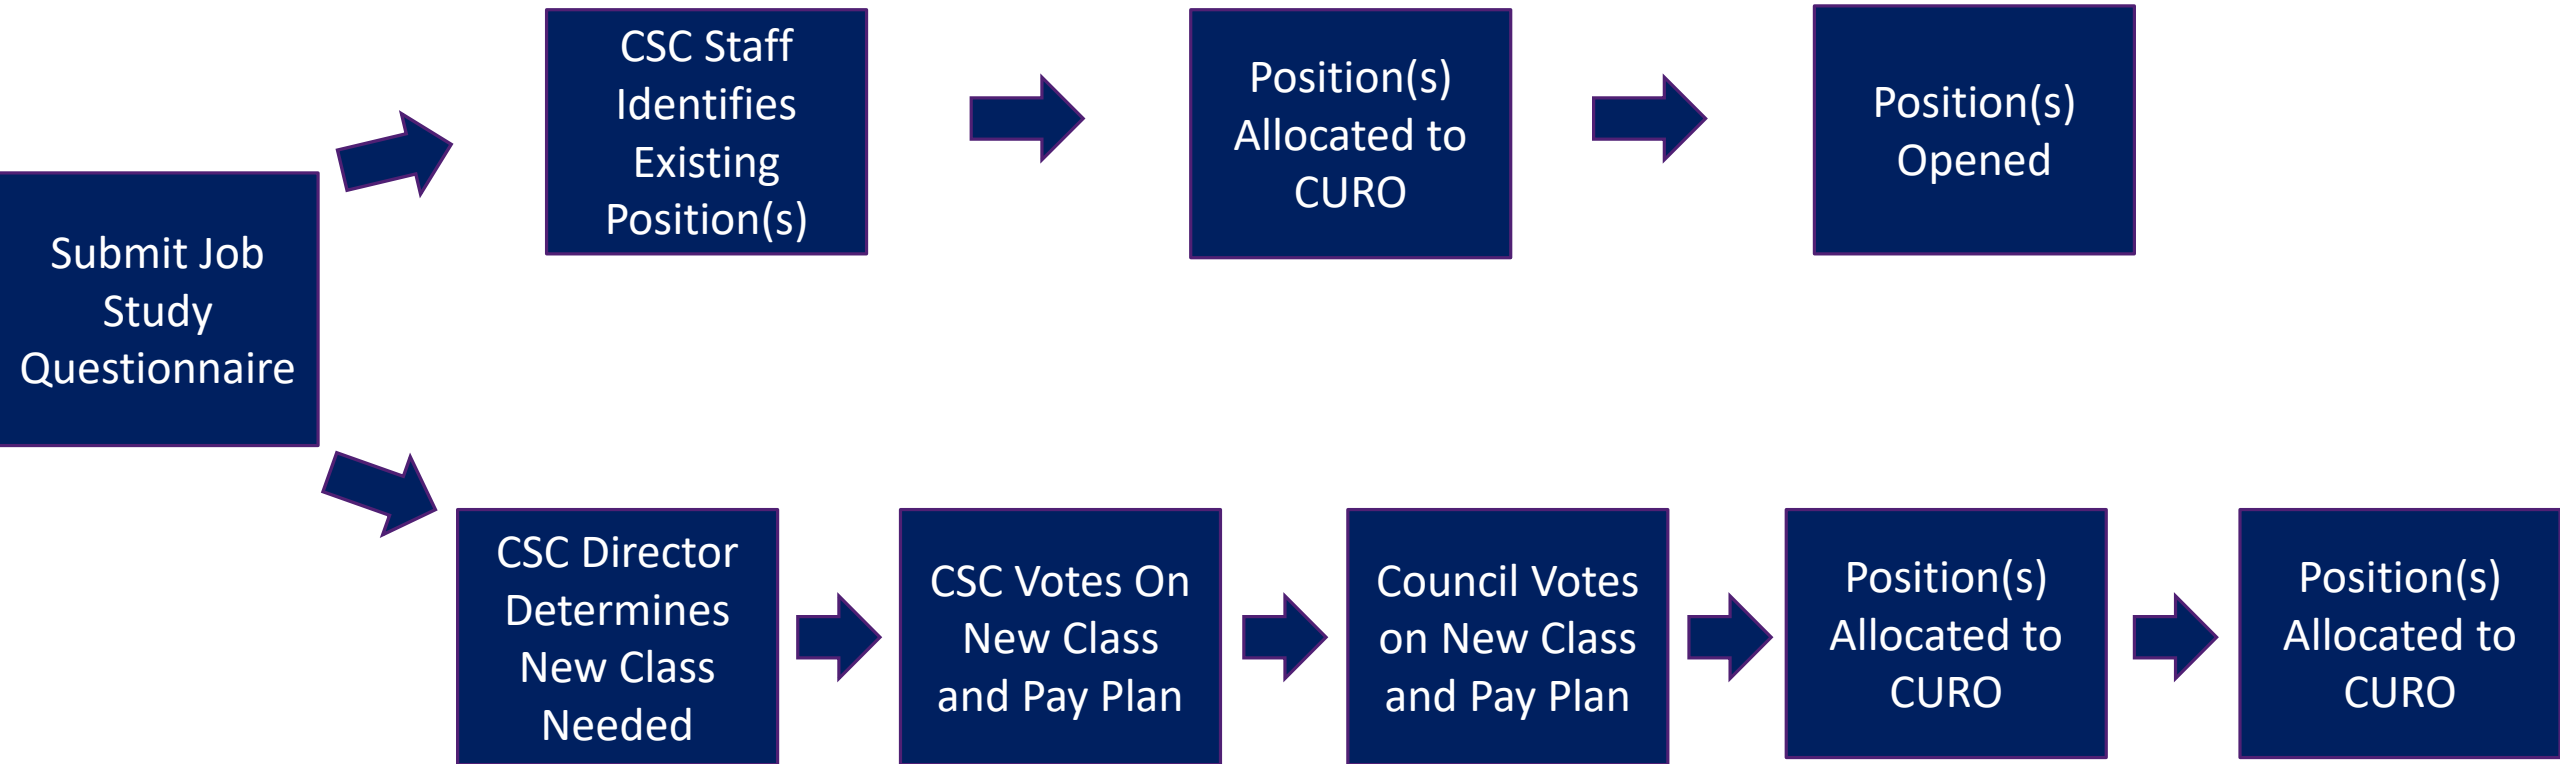 Submit Job
Study
Questionnaire
CSC Staff
Identifies
Existing
Position(s)
Position(s)
Allocated to
CURO
Position(s)
Opened
CSC Director
Determines
New Class
Needed
CSC Votes On
New Class
and Pay Plan
Council Votes
on New Class
and Pay Plan
Position(s)
Allocated to
CURO
Position(s)
Allocated to
CURO